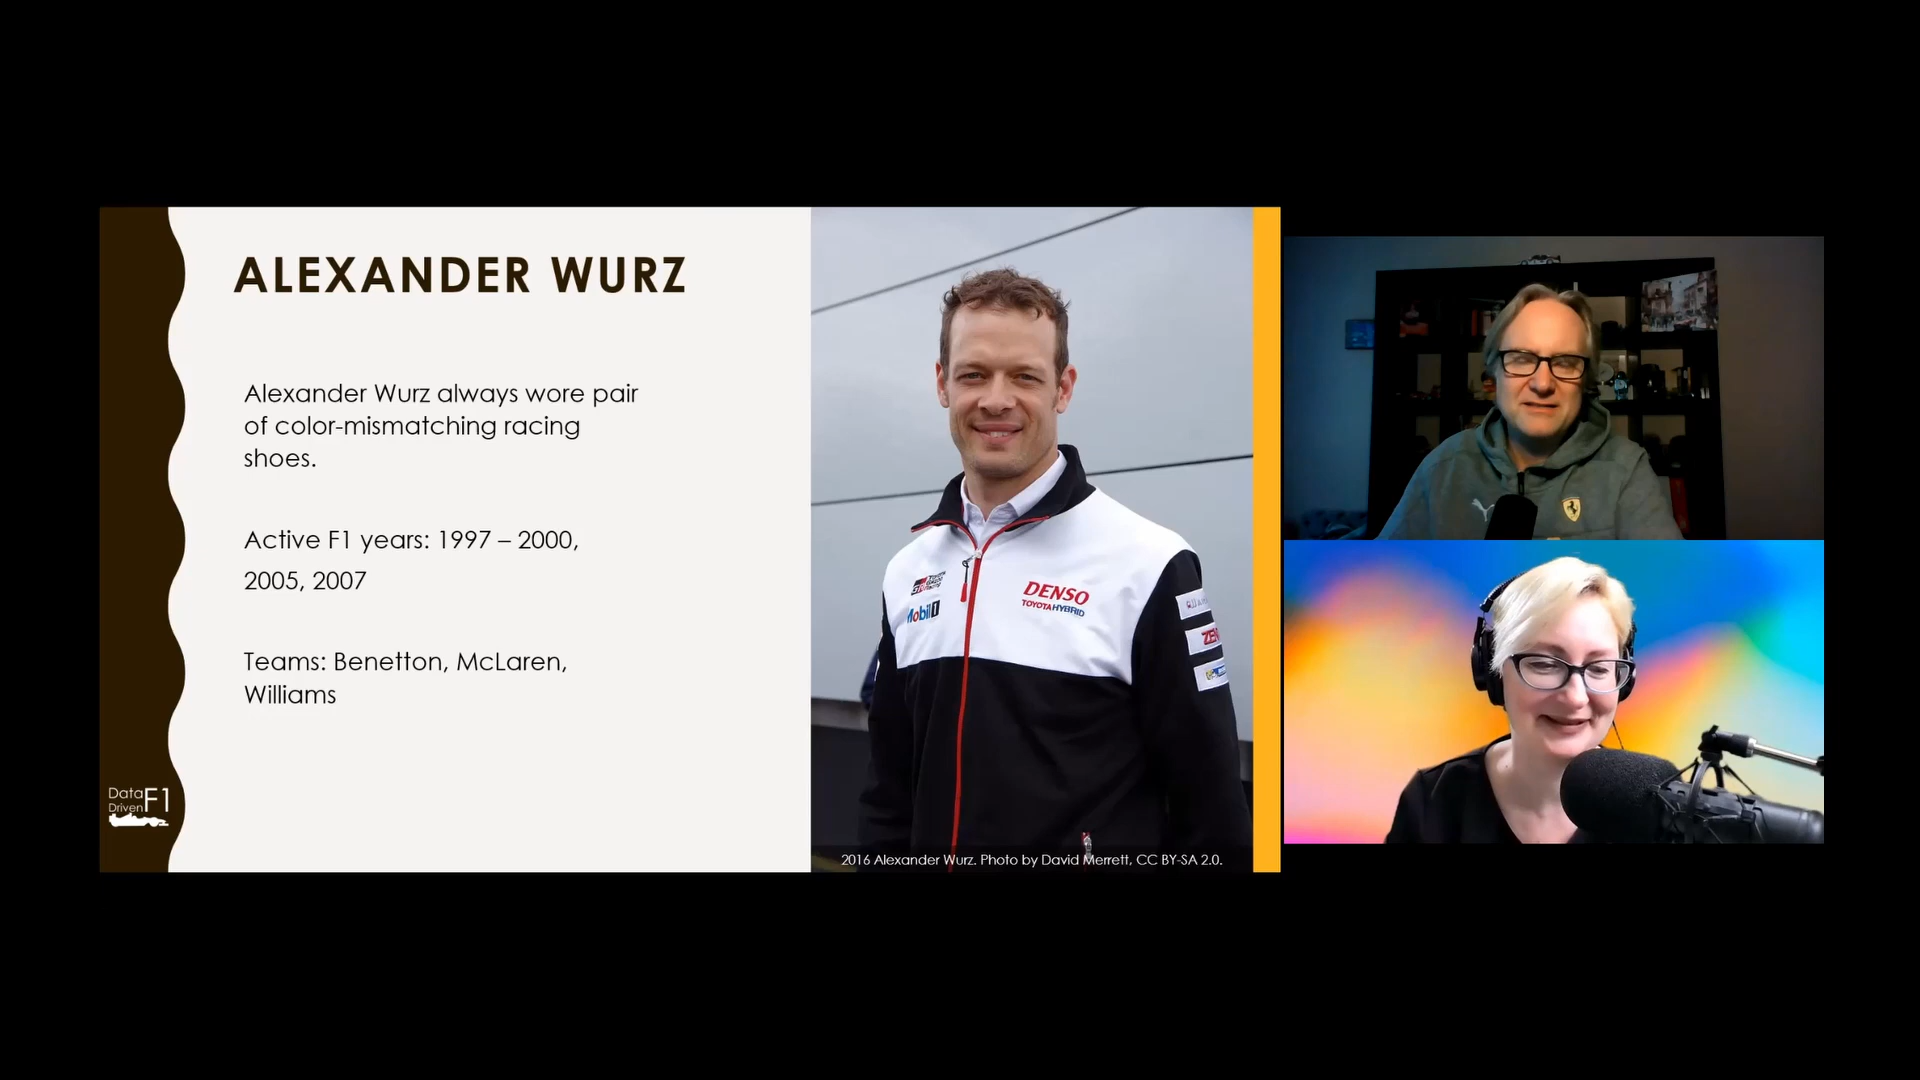 ALEXANDER WURZ
Alexander Wurz always wore pair
of color-mismatching racing
shoes.
Active F1 years: 1997 – 2000,
2005, 2007
Teams: Benetton, McLaren,
Williams
Data
Driven
F1
DENSO
TOYOTA HYBRID
Mobil 1
2016 Alexander Wurz. Photo by David Merrett, CC BY-SA 2.0.